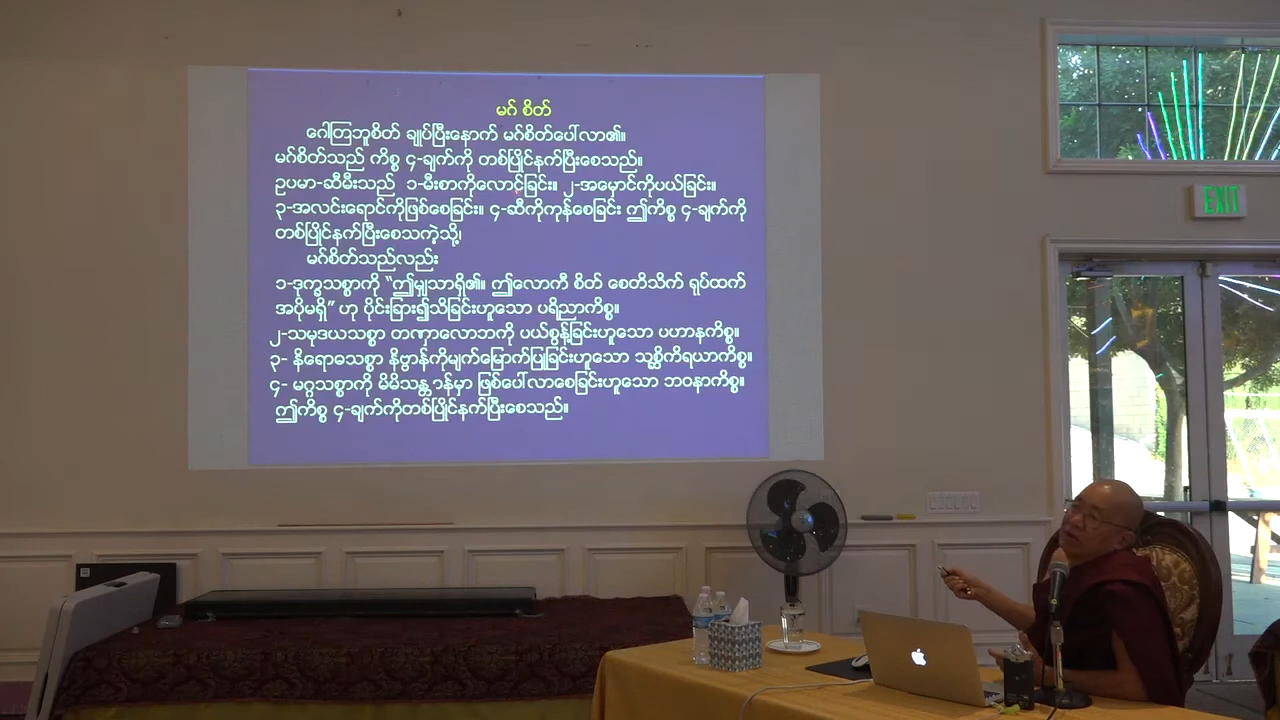 မဂ် စိတ်
ဂေါတြဘူစိတ် ချုပ်ပြီးနောက် မဂ်စိတ်ပေါ်လာ၏။
မဂ်စိတ်သည် ကိစ္စ ၄-ချက်ကို တစ်ပြိုင်နက်ပြီးစေသည်။
ဥပမာ-ဆီမီးသည် ၁-မီးစာကိုလောင်ခြင်း။ ၂-အမှောင်ကိုပယ်ခြင်း။
၃-အလင်းရောင်ကိုဖြစ်စေခြင်း။ ၄-ဆီကိုကုန်စေခြင်း ဤကိစ္စ ၄-ချက်ကို
တစ်ပြိုင်နက်ပြီးစေသကဲ့သို့၊
မဂ်စိတ်သည်လည်း
၁-ဒုက္ခသစ္စာကို “ဤမျှသာရှိ၏။ ဤလောကီ စိတ် စေတိသိက် ရုပ်ထက်
အပိုမရှိ” ဟု ပိုင်းခြား၍သိခြင်းဟူသော ပရိညာကိစ္စ။
၂-သမုဒယသစ္စာ တဏှာလောဘကို ပယ်စွန့်ခြင်းဟူသော ပဟာနကိစ္စ။
၃- နိရောဓသစ္စာ နိဗ္ဗာန်ကိုမျက်မြောက်ပြုခြင်းဟူသော သစ္ဆိကိရယာကိစ္စ။
၄- မဂ္ဂသစ္စာကို မိမိသန္တာန်မှာ ဖြစ်ပေါ်လာစေခြင်းဟူသော ဘဝနာကိစ္စ။
ဤကိစ္စ ၄-ချက်ကိုတစ်ပြိုင်နက်ပြီးစေသည်။
EXIT